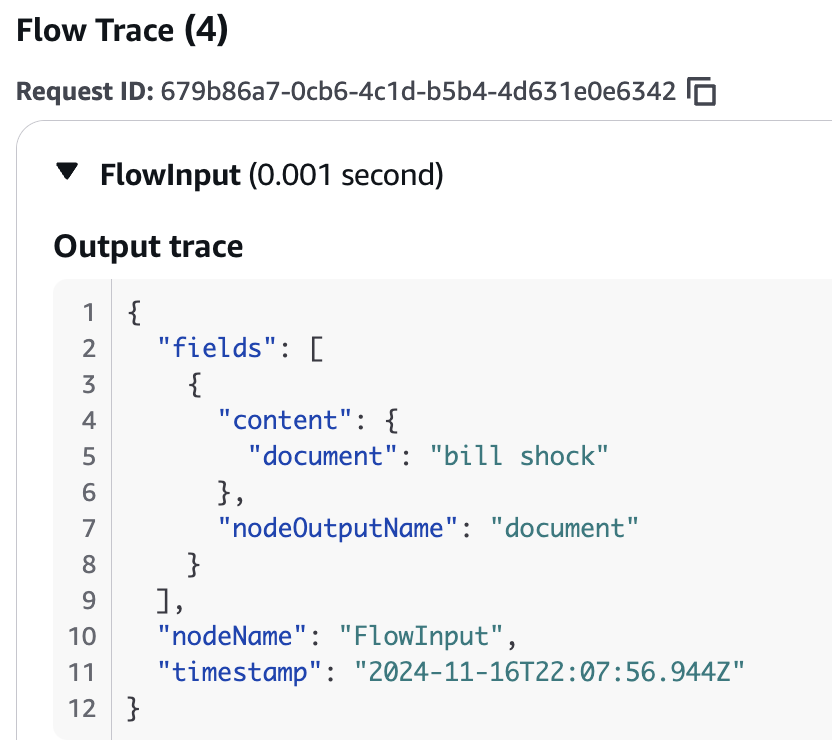 Flow Trace (4)
Request ID: 679b86a7-0cb6-4c1d-b5b4-4d631e0e6342
FlowInput (0.001 second)
Output trace
1 {
2 "fields": [
3 {
4 "content": {
5 "document": "bill shock"
6 },
7 "nodeOutputName": "document"
8 }
9 ],
10 "nodeName": "FlowInput",
11 "timestamp": "2024-11-16T22:07:56.944Z"
12 }